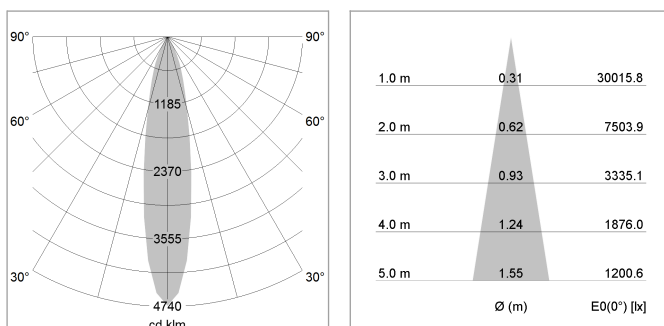 90° 90°
1185
60° 60°
2370
3555
30° 30°
4740
cd klm
1.0 m 0.31 30015.8
2.0 m 0.62 7503.9
3.0 m 0.93 3335.1
4.0 m 1.24 1876.0
5.0 m 1.55 1200.6
Ø (m) E0(0°) [lx]